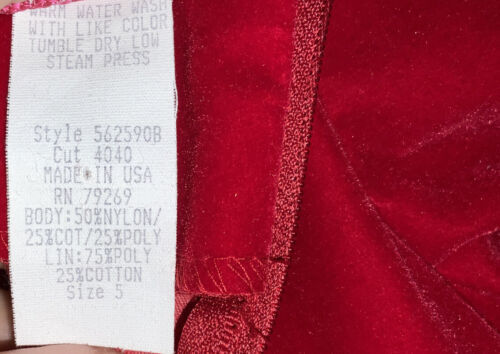 WARM WATER WASH
WITH LIKE COLOR
TUMBLE DRY LOW
STEAM PRESS
Style 562590B
Cut 4040
MADE IN USA
RN 79269
BODY:50%NYLON/
25%COT/25%POLY
LIN:75%POLY
25%COTTON
Size 5